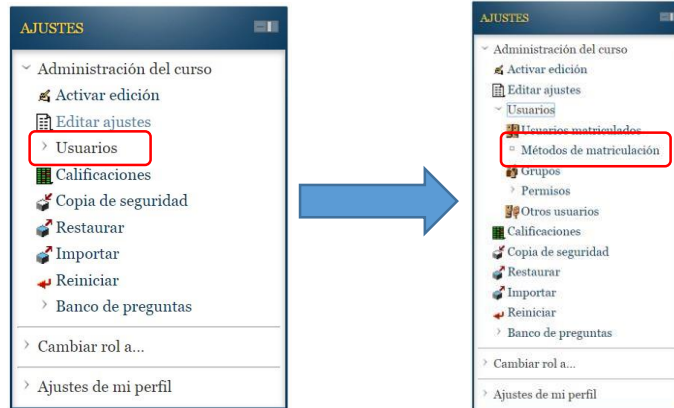 AJUSTES
Administración del curso
Activar edición
Editar ajustes
Usuarios
Calificaciones
Copia de seguridad
Restaurar
Importar
Reiniciar
Banco de preguntas
Cambiar rol a...
Ajustes de mi perfil
AJUSTES
Administración del curso
Activar edición
Editar ajustes
Usuarios
Usuarios matriculados
Métodos de matriculación
Grupos
Permisos
Otros usuarios
Calificaciones
Copia de seguridad
Restaurar
Importar
Reiniciar
Banco de preguntas
Cambiar rol a...
Ajustes de mi perfil